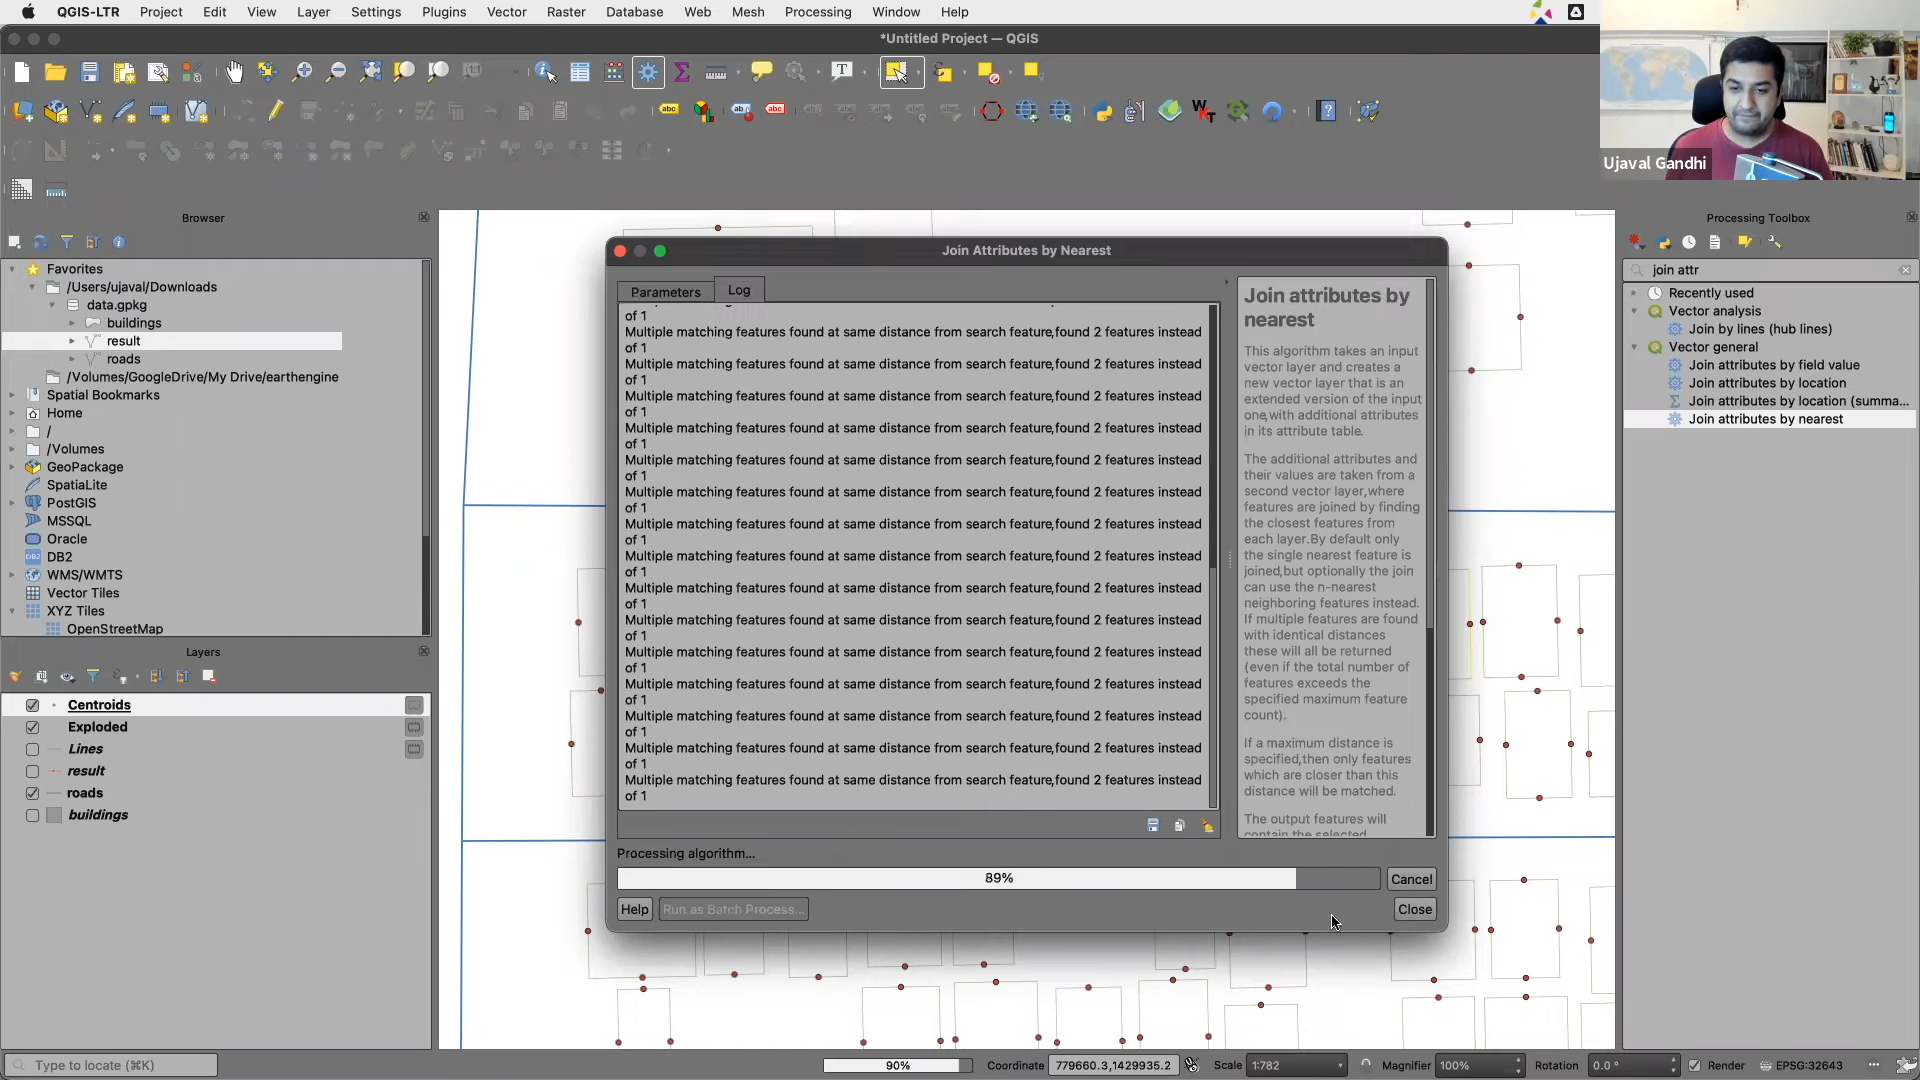 QGIS-LTR Project Edit View Layer Settings Plugins Vector Raster Database Web Mesh Processing Window Help
*Untitled Project — QGIS
Ujaval Gandhi
Browser
Favorites
/Users/ujaval/Downloads
data.gpkg
buildings
result
roads
/Volumes/GoogleDrive/My Drive/earthengine
Spatial Bookmarks
Home
/
/Volumes
GeoPackage
SpatiaLite
PostGIS
MSSQL
Oracle
DB2
WMS/WMTS
Vector Tiles
XYZ Tiles
OpenStreetMap
Layers
Centroids
Exploded
Lines
result
roads
buildings
Join Attributes by Nearest
Parameters Log
of 1
Multiple matching features found at same distance from search feature,found 2 features instead
of 1
Multiple matching features found at same distance from search feature,found 2 features instead
of 1
Multiple matching features found at same distance from search feature,found 2 features instead
of 1
Multiple matching features found at same distance from search feature,found 2 features instead
of 1
Multiple matching features found at same distance from search feature,found 2 features instead
of 1
Multiple matching features found at same distance from search feature,found 2 features instead
of 1
Multiple matching features found at same distance from search feature,found 2 features instead
of 1
Multiple matching features found at same distance from search feature,found 2 features instead
of 1
Multiple matching features found at same distance from search feature,found 2 features instead
of 1
Multiple matching features found at same distance from search feature,found 2 features instead
of 1
Multiple matching features found at same distance from search feature,found 2 features instead
of 1
Multiple matching features found at same distance from search feature,found 2 features instead
of 1
Multiple matching features found at same distance from search feature,found 2 features instead
of 1
Multiple matching features found at same distance from search feature,found 2 features instead
of 1
Multiple matching features found at same distance from search feature,found 2 features instead
of 1
Join attributes by
nearest
This algorithm takes an input
vector layer and creates a
new vector layer that is an
extended version of the input
one,with additional attributes
in its attribute table.
The additional attributes and
their values are taken from a
second vector layer,where
features are joined by finding
the closest features from
each layer.By default only
the single nearest feature is
joined,but optionally the join
can use the n-nearest
neighboring features instead.
If multiple features are found
with identical distances
these will all be returned
(even if the total number of
features exceeds the
specified maximum feature
count).
If a maximum distance is
specified,then only features
which are closer than this
distance will be matched.
The output features will
contain the selected
Processing algorithm...
89%
Cancel
Help Run as Batch Process... Close
Processing Toolbox
join attr
Recently used
Vector analysis
Join by lines (hub lines)
Vector general
Join attributes by field value
Join attributes by location
Join attributes by location (summa...
Join attributes by nearest
Type to locate (⌘K) 90% Coordinate 779660.3,1429935.2 Scale 1:782 Magnifier 100% Rotation 0.0 ° Render EPSG:32643